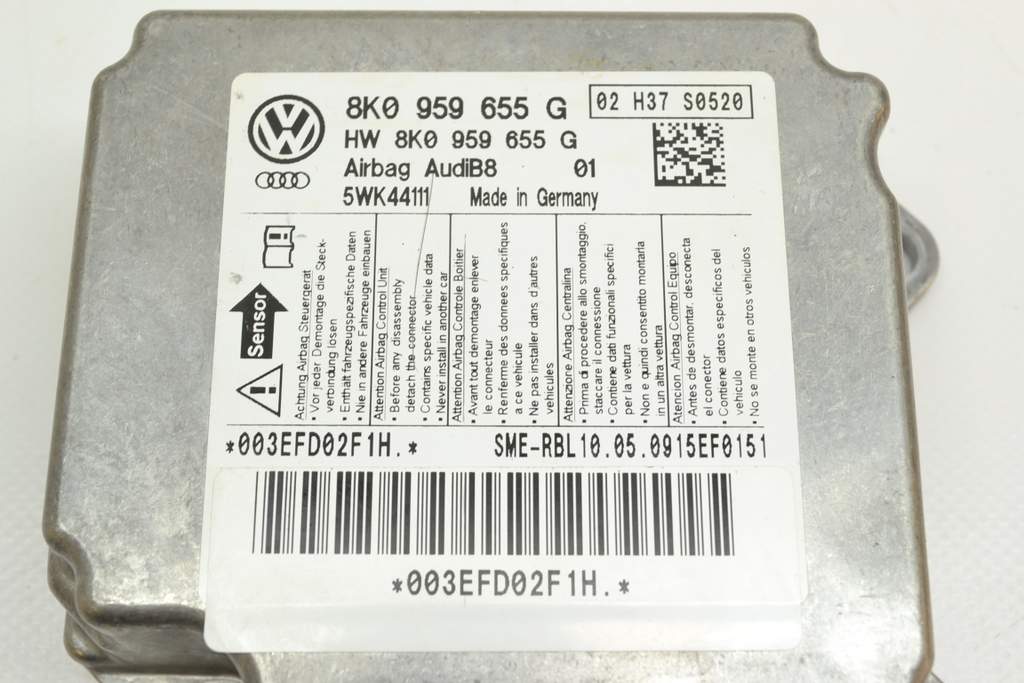 8K0 959 655 G
02 H37 S0520
HW 8K0 959 655 G
Airbag AudiB8 01
5WK44111 Made in Germany
Sensor
Achtung Airbag Steuergerät
• Vor jeder Demontage die Steck-
verbindung lösen
• Enthält fahrzeugspezifische Daten
• Nie in andere Fahrzeuge einbauen
Attention Airbag Control Unit
• Before any disassembly
detach the connector
• Contains specific vehicle data
• Never install in another car
Attention Airbag Controle Boitier
• Avant tout demontage enlever
le connecteur
• Renferme des donnees specifiques
a ce vehicule
• Ne pas installer dans d'autres
vehicules
Attenzione Airbag Centralina
• Prima di procedere allo smontaggio,
staccare il connessione
• Contiene dati funzionali specifici
per la vettura
• Non e quindi consentito montarla
in un altra vettura
Atencion Airbag Control Equipo
• Antes de desmontar, desconecta
el conector
• Contiene datos especificos del
vehiculo
• No se monte en otros vehiculos
*003EFD02F1H.* SME-RBL10.05.0915EF0151
*003EFD02F1H.*